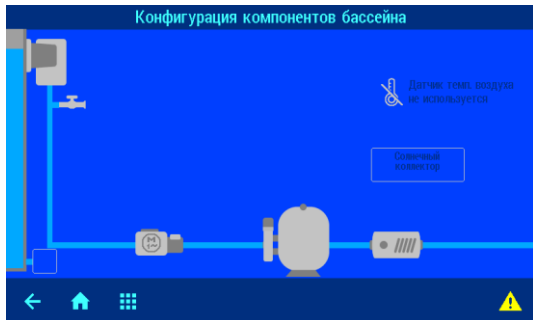 Конфигурация компонентов бассейна
Датчик темп. воздуха
не используется
Солнечный
коллектор
M